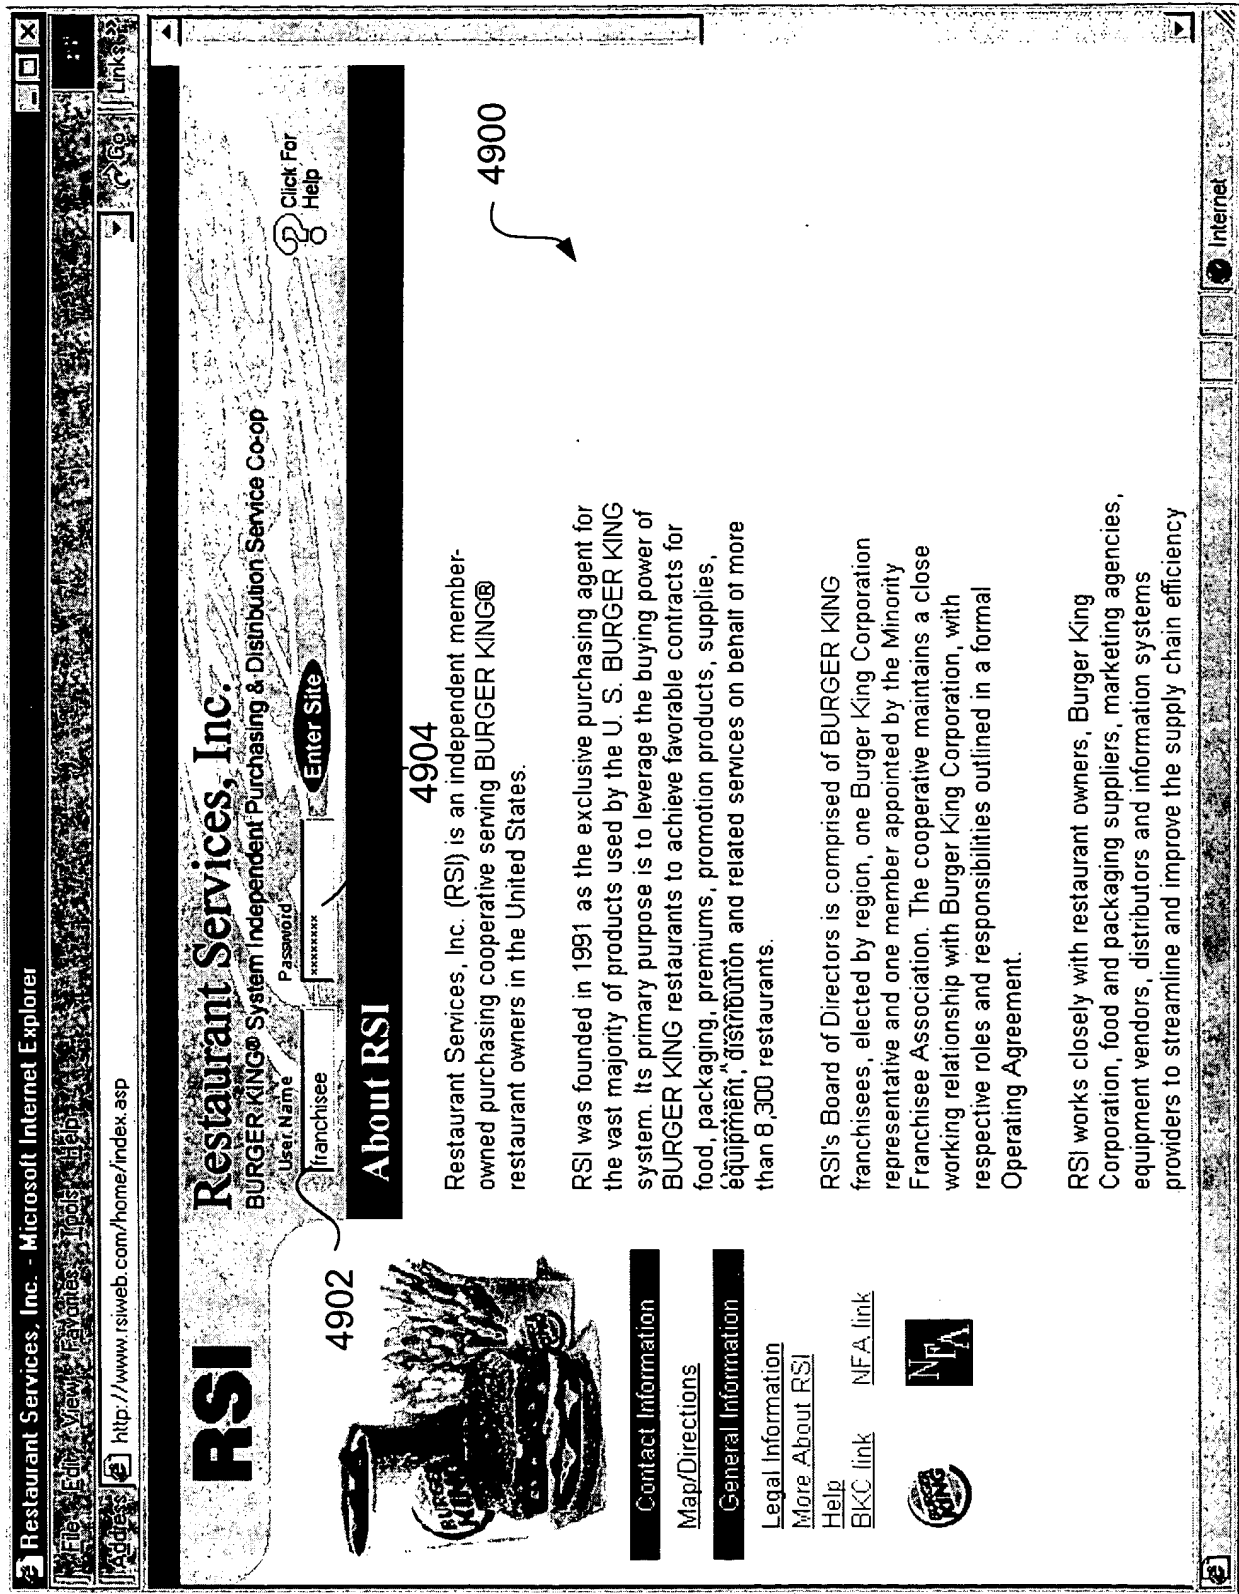 Restaurant Services, Inc. - Microsoft Internet Explorer
File Edit View Favorites Tools Help
Address http://www.rsiweb.com/home/index.asp Go Links »
RSI
Restaurant Services, Inc.
BURGER KING® System Independent Purchasing & Distribution Service Co-op
User Name Password
franchisee xxxxxxxx Enter Site
Click For
Help
4902
4904
4900
About RSI
BURGER
KING
Contact Information
Map/Directions
General Information
Legal Information
More About RSI
Help
BKC link NFA link
BURGER
KING
NFA
Restaurant Services, Inc. (RSI) is an independent member-
owned purchasing cooperative serving BURGER KING®
restaurant owners in the United States.
RSI was founded in 1991 as the exclusive purchasing agent for
the vast majority of products used by the U. S. BURGER KING
system. Its primary purpose is to leverage the buying power of
BURGER KING restaurants to achieve favorable contracts for
food, packaging, premiums, promotion products, supplies,
equipment, distribution and related services on behalf of more
than 8,300 restaurants.
RSI's Board of Directors is comprised of BURGER KING
franchisees, elected by region, one Burger King Corporation
representative and one member appointed by the Minority
Franchisee Association. The cooperative maintains a close
working relationship with Burger King Corporation, with
respective roles and responsibilities outlined in a formal
Operating Agreement.
RSI works closely with restaurant owners, Burger King
Corporation, food and packaging suppliers, marketing agencies,
equipment vendors, distributors and information systems
providers to streamline and improve the supply chain efficiency
Internet